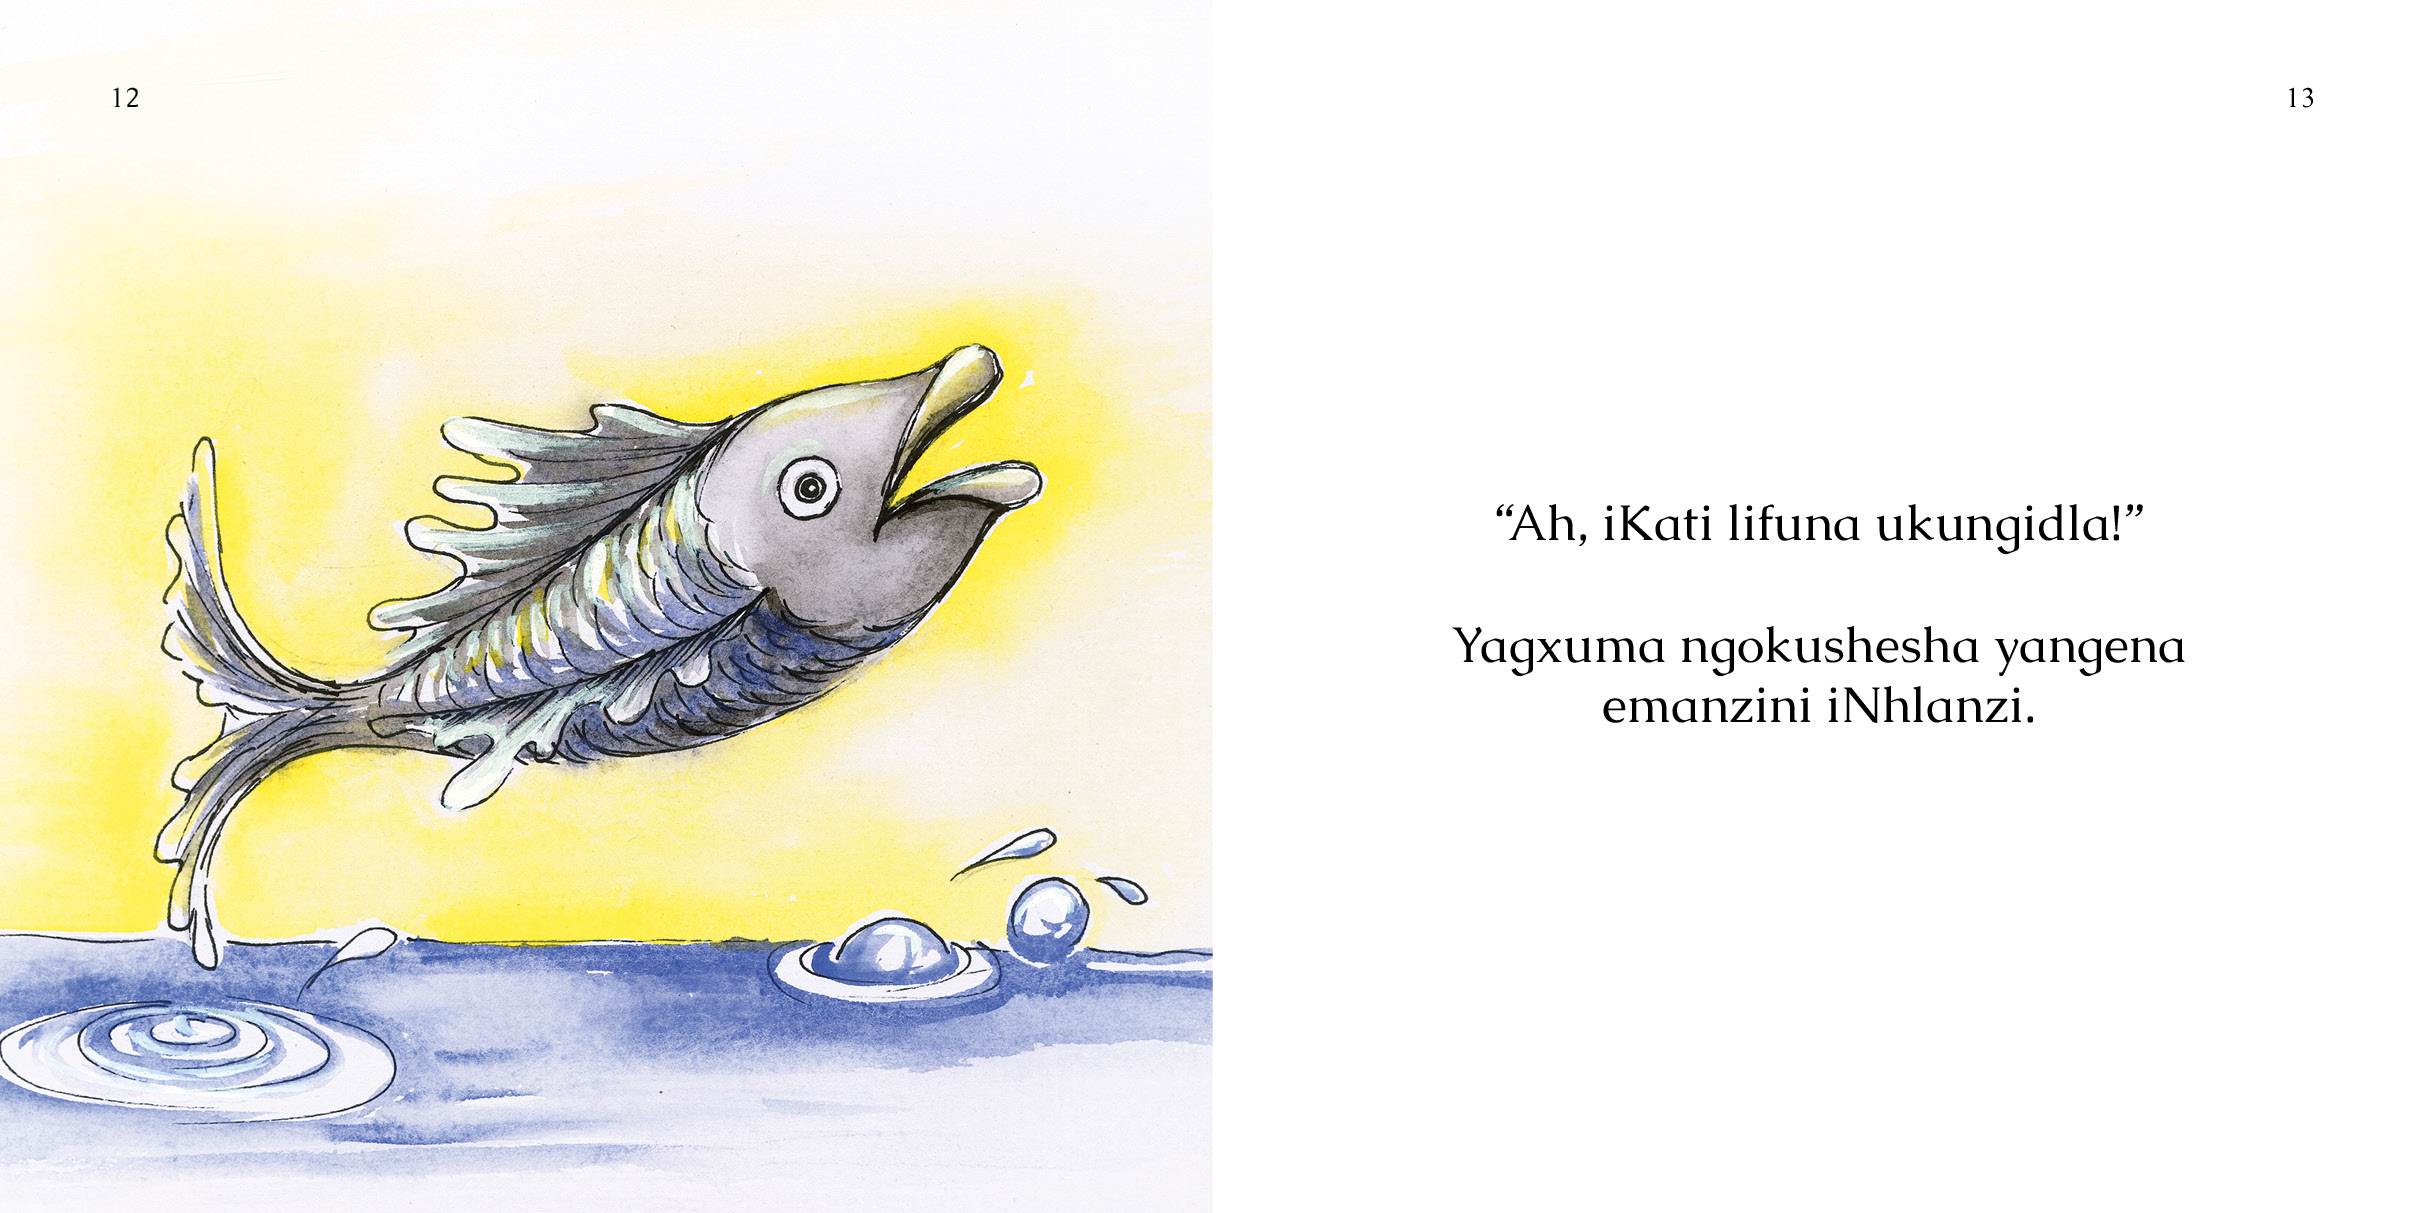 12
13
“Ah, iKati lifuna ukungidla!”
Yagxuma ngokushesha yangena
emanzini iNhlanzi.